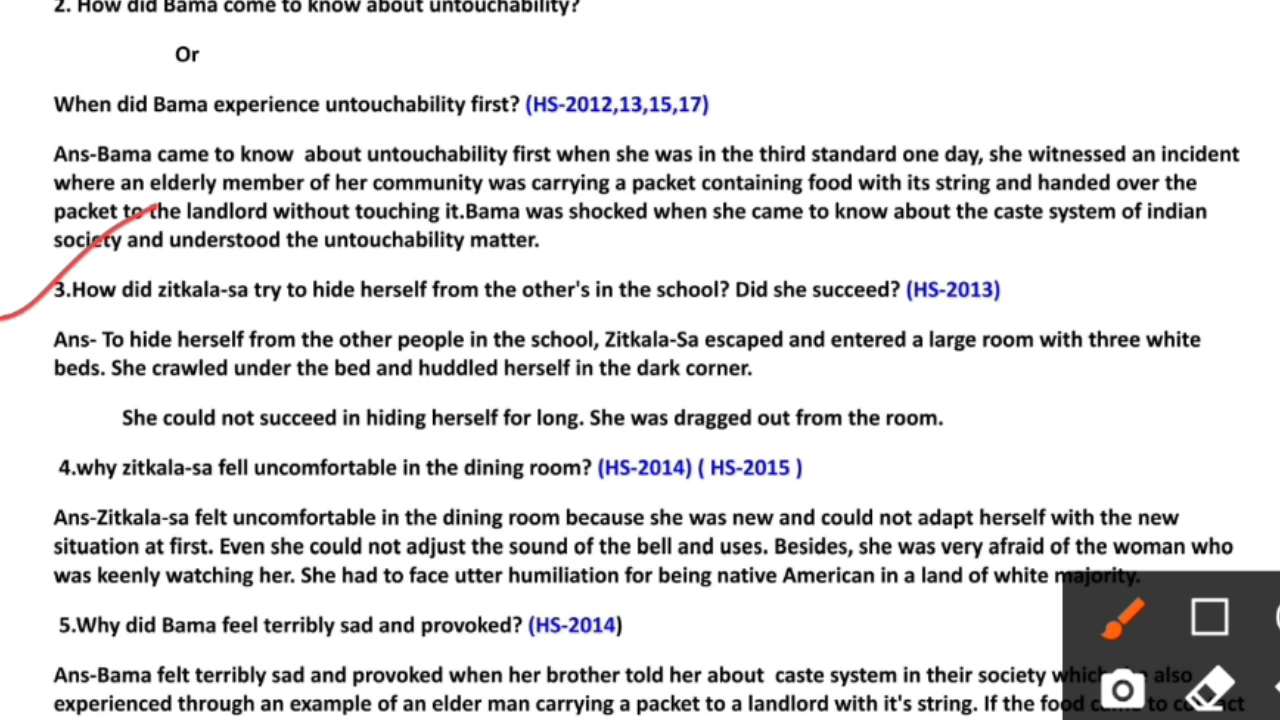 2. How did Bama come to know about untouchability?
Or
When did Bama experience untouchability first? (HS-2012,13,15,17)
Ans-Bama came to know about untouchability first when she was in the third standard one day, she witnessed an incident
where an elderly member of her community was carrying a packet containing food with its string and handed over the
packet to the landlord without touching it.Bama was shocked when she came to know about the caste system of indian
society and understood the untouchability matter.
3.How did zitkala-sa try to hide herself from the other's in the school? Did she succeed? (HS-2013)
Ans- To hide herself from the other people in the school, Zitkala-Sa escaped and entered a large room with three white
beds. She crawled under the bed and huddled herself in the dark corner.
She could not succeed in hiding herself for long. She was dragged out from the room.
4.why zitkala-sa fell uncomfortable in the dining room? (HS-2014) ( HS-2015 )
Ans-Zitkala-sa felt uncomfortable in the dining room because she was new and could not adapt herself with the new
situation at first. Even she could not adjust the sound of the bell and uses. Besides, she was very afraid of the woman who
was keenly watching her. She had to face utter humiliation for being native American in a land of white majority.
5.Why did Bama feel terribly sad and provoked? (HS-2014)
Ans-Bama felt terribly sad and provoked when her brother told her about caste system in their society which also
experienced through an example of an elder man carrying a packet to a landlord with it's string. If the food to